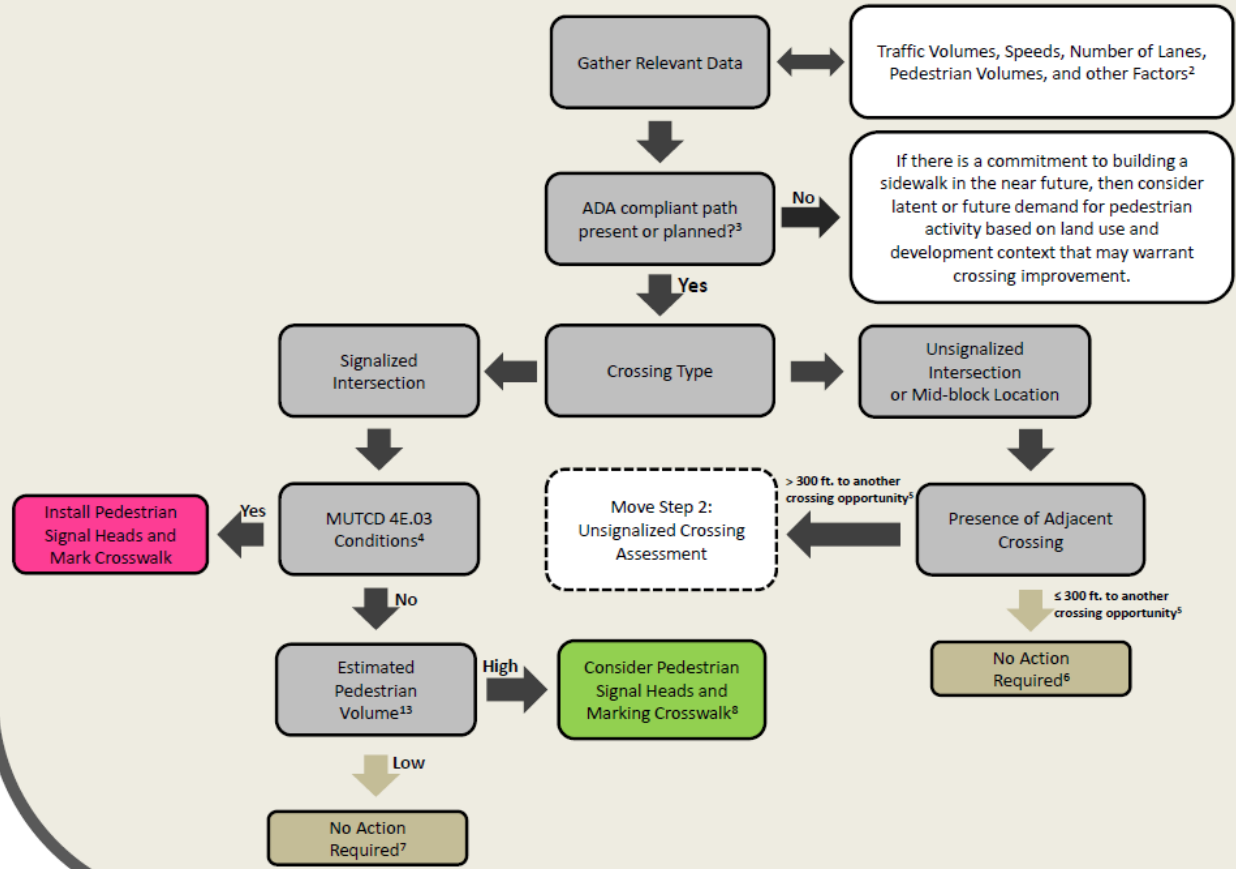 Gather Relevant Data
Traffic Volumes, Speeds, Number of Lanes,
Pedestrian Volumes, and other Factors²
ADA compliant path
present or planned?³
No
If there is a commitment to building a
sidewalk in the near future, then consider
latent or future demand for pedestrian
activity based on land use and
development context that may warrant
crossing improvement.
Yes
Signalized
Intersection
Crossing Type
Unsignalized
Intersection
or Mid-block Location
Install Pedestrian
Signal Heads and
Mark Crosswalk
Yes
MUTCD 4E.03
Conditions⁴
Move Step 2:
Unsignalized Crossing
Assessment
> 300 ft. to another
crossing opportunity⁵
Presence of Adjacent
Crossing
No
≤ 300 ft. to another
crossing opportunity⁵
Estimated
Pedestrian
Volume¹³
High
Consider Pedestrian
Signal Heads and
Marking Crosswalk⁸
No Action
Required⁶
Low
No Action
Required⁷